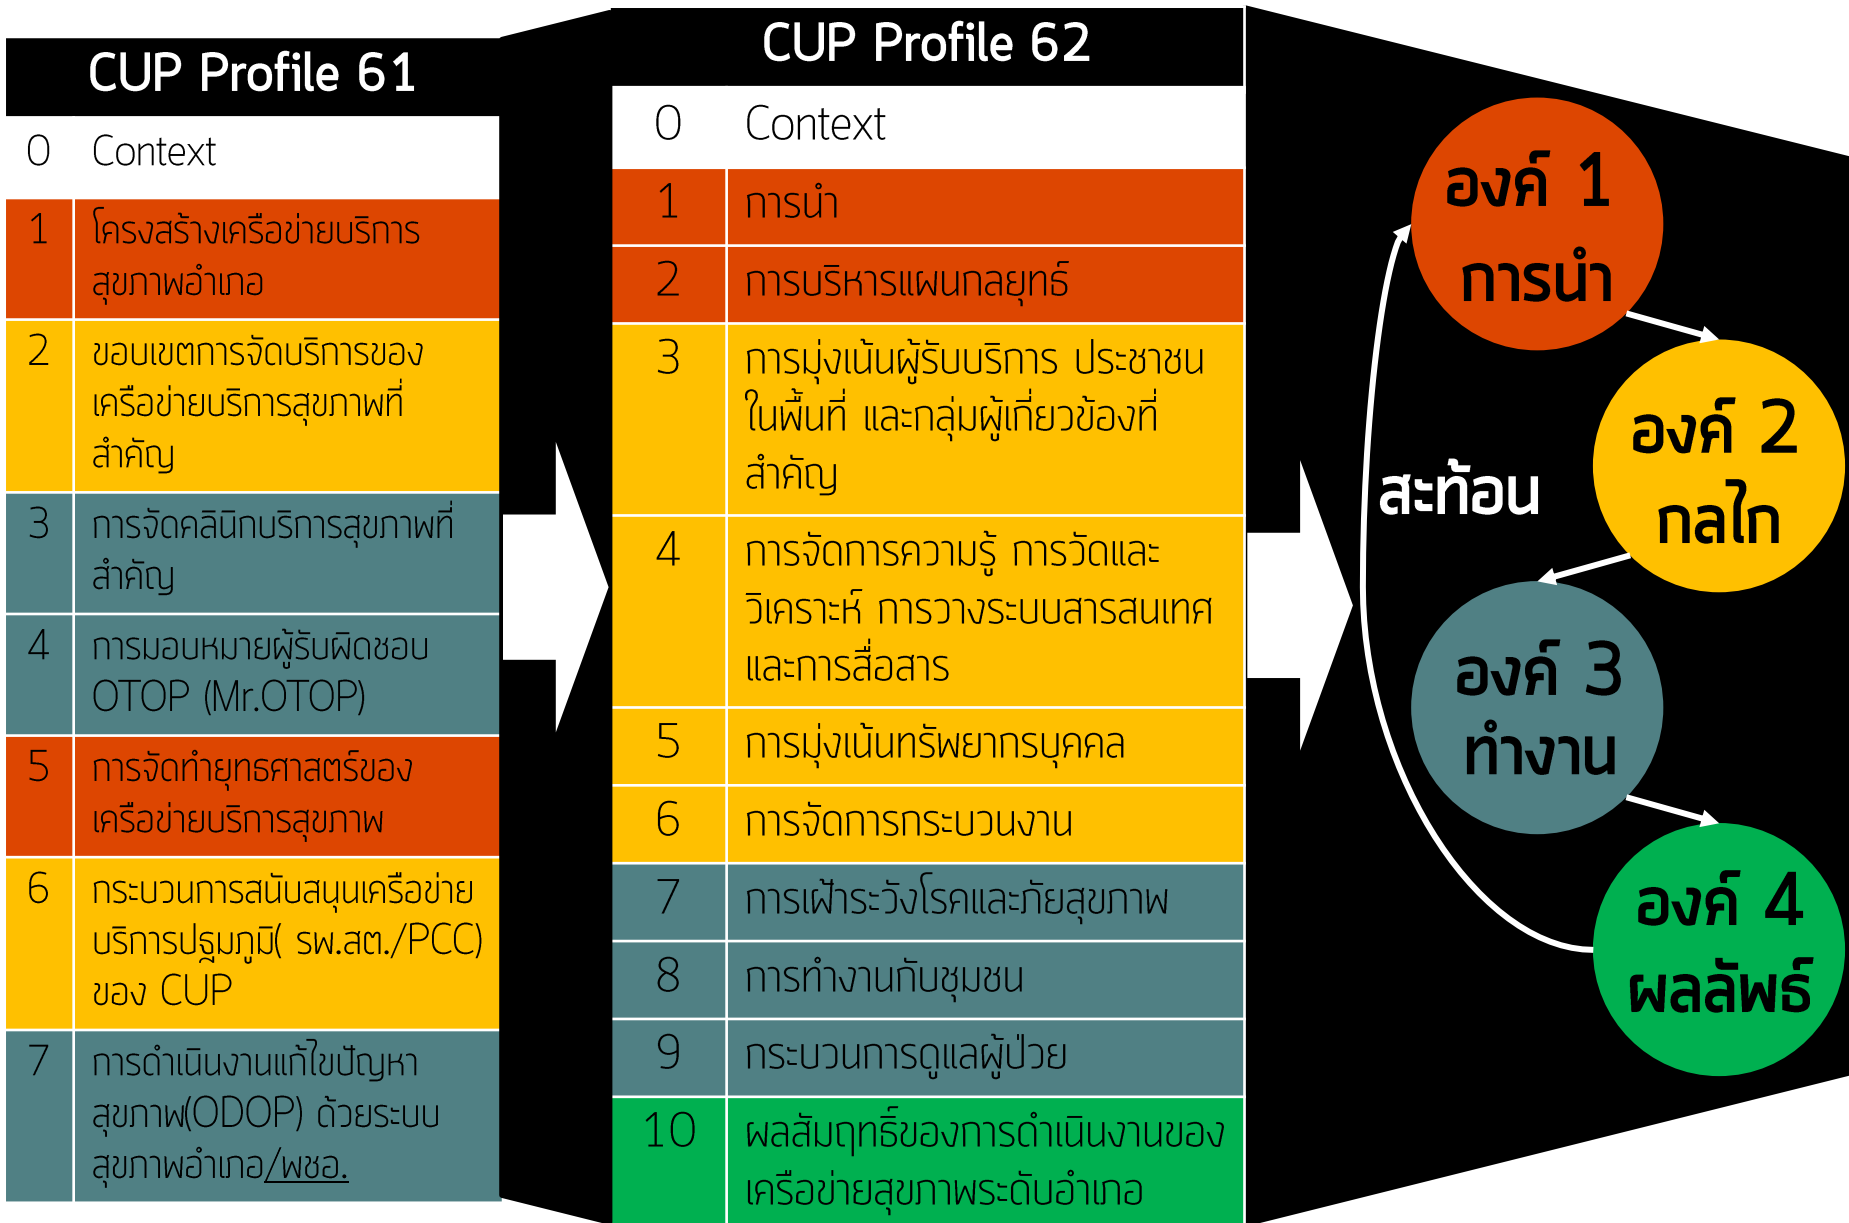 CUP Profile 61
0 Context
1 โครงสร้างเครือข่ายบริการ
สุขภาพอำเภอ
2 ขอบเขตการจัดบริการของ
เครือข่ายบริการสุขภาพที่
สำคัญ
3 การจัดคลินิกบริการสุขภาพที่
สำคัญ
4 การมอบหมายผู้รับผิดชอบ
OTOP (Mr.OTOP)
5 การจัดทำยุทธศาสตร์ของ
เครือข่ายบริการสุขภาพ
6 กระบวนการสนับสนุนเครือข่าย
บริการปฐมภูมิ( รพ.สต./PCC)
ของ CUP
7 การดำเนินงานแก้ไขปัญหา
สุขภาพ(ODOP) ด้วยระบบ
สุขภาพอำเภอ/พชอ.
CUP Profile 62
0 Context
1 การนำ
2 การบริหารแผนกลยุทธ์
3 การมุ่งเน้นผู้รับบริการ ประชาชน
ในพื้นที่ และกลุ่มผู้เกี่ยวข้องที่
สำคัญ
4 การจัดการความรู้ การวัดและ
วิเคราะห์ การวางระบบสารสนเทศ
และการสื่อสาร
5 การมุ่งเน้นทรัพยากรบุคคล
6 การจัดการกระบวนงาน
7 การเฝ้าระวังโรคและภัยสุขภาพ
8 การทำงานกับชุมชน
9 กระบวนการดูแลผู้ป่วย
10 ผลสัมฤทธิ์ของการดำเนินงานของ
เครือข่ายสุขภาพระดับอำเภอ
องค์ 1
การนำ
องค์ 2
กลไก
สะท้อน
องค์ 3
ทำงาน
องค์ 4
ผลลัพธ์